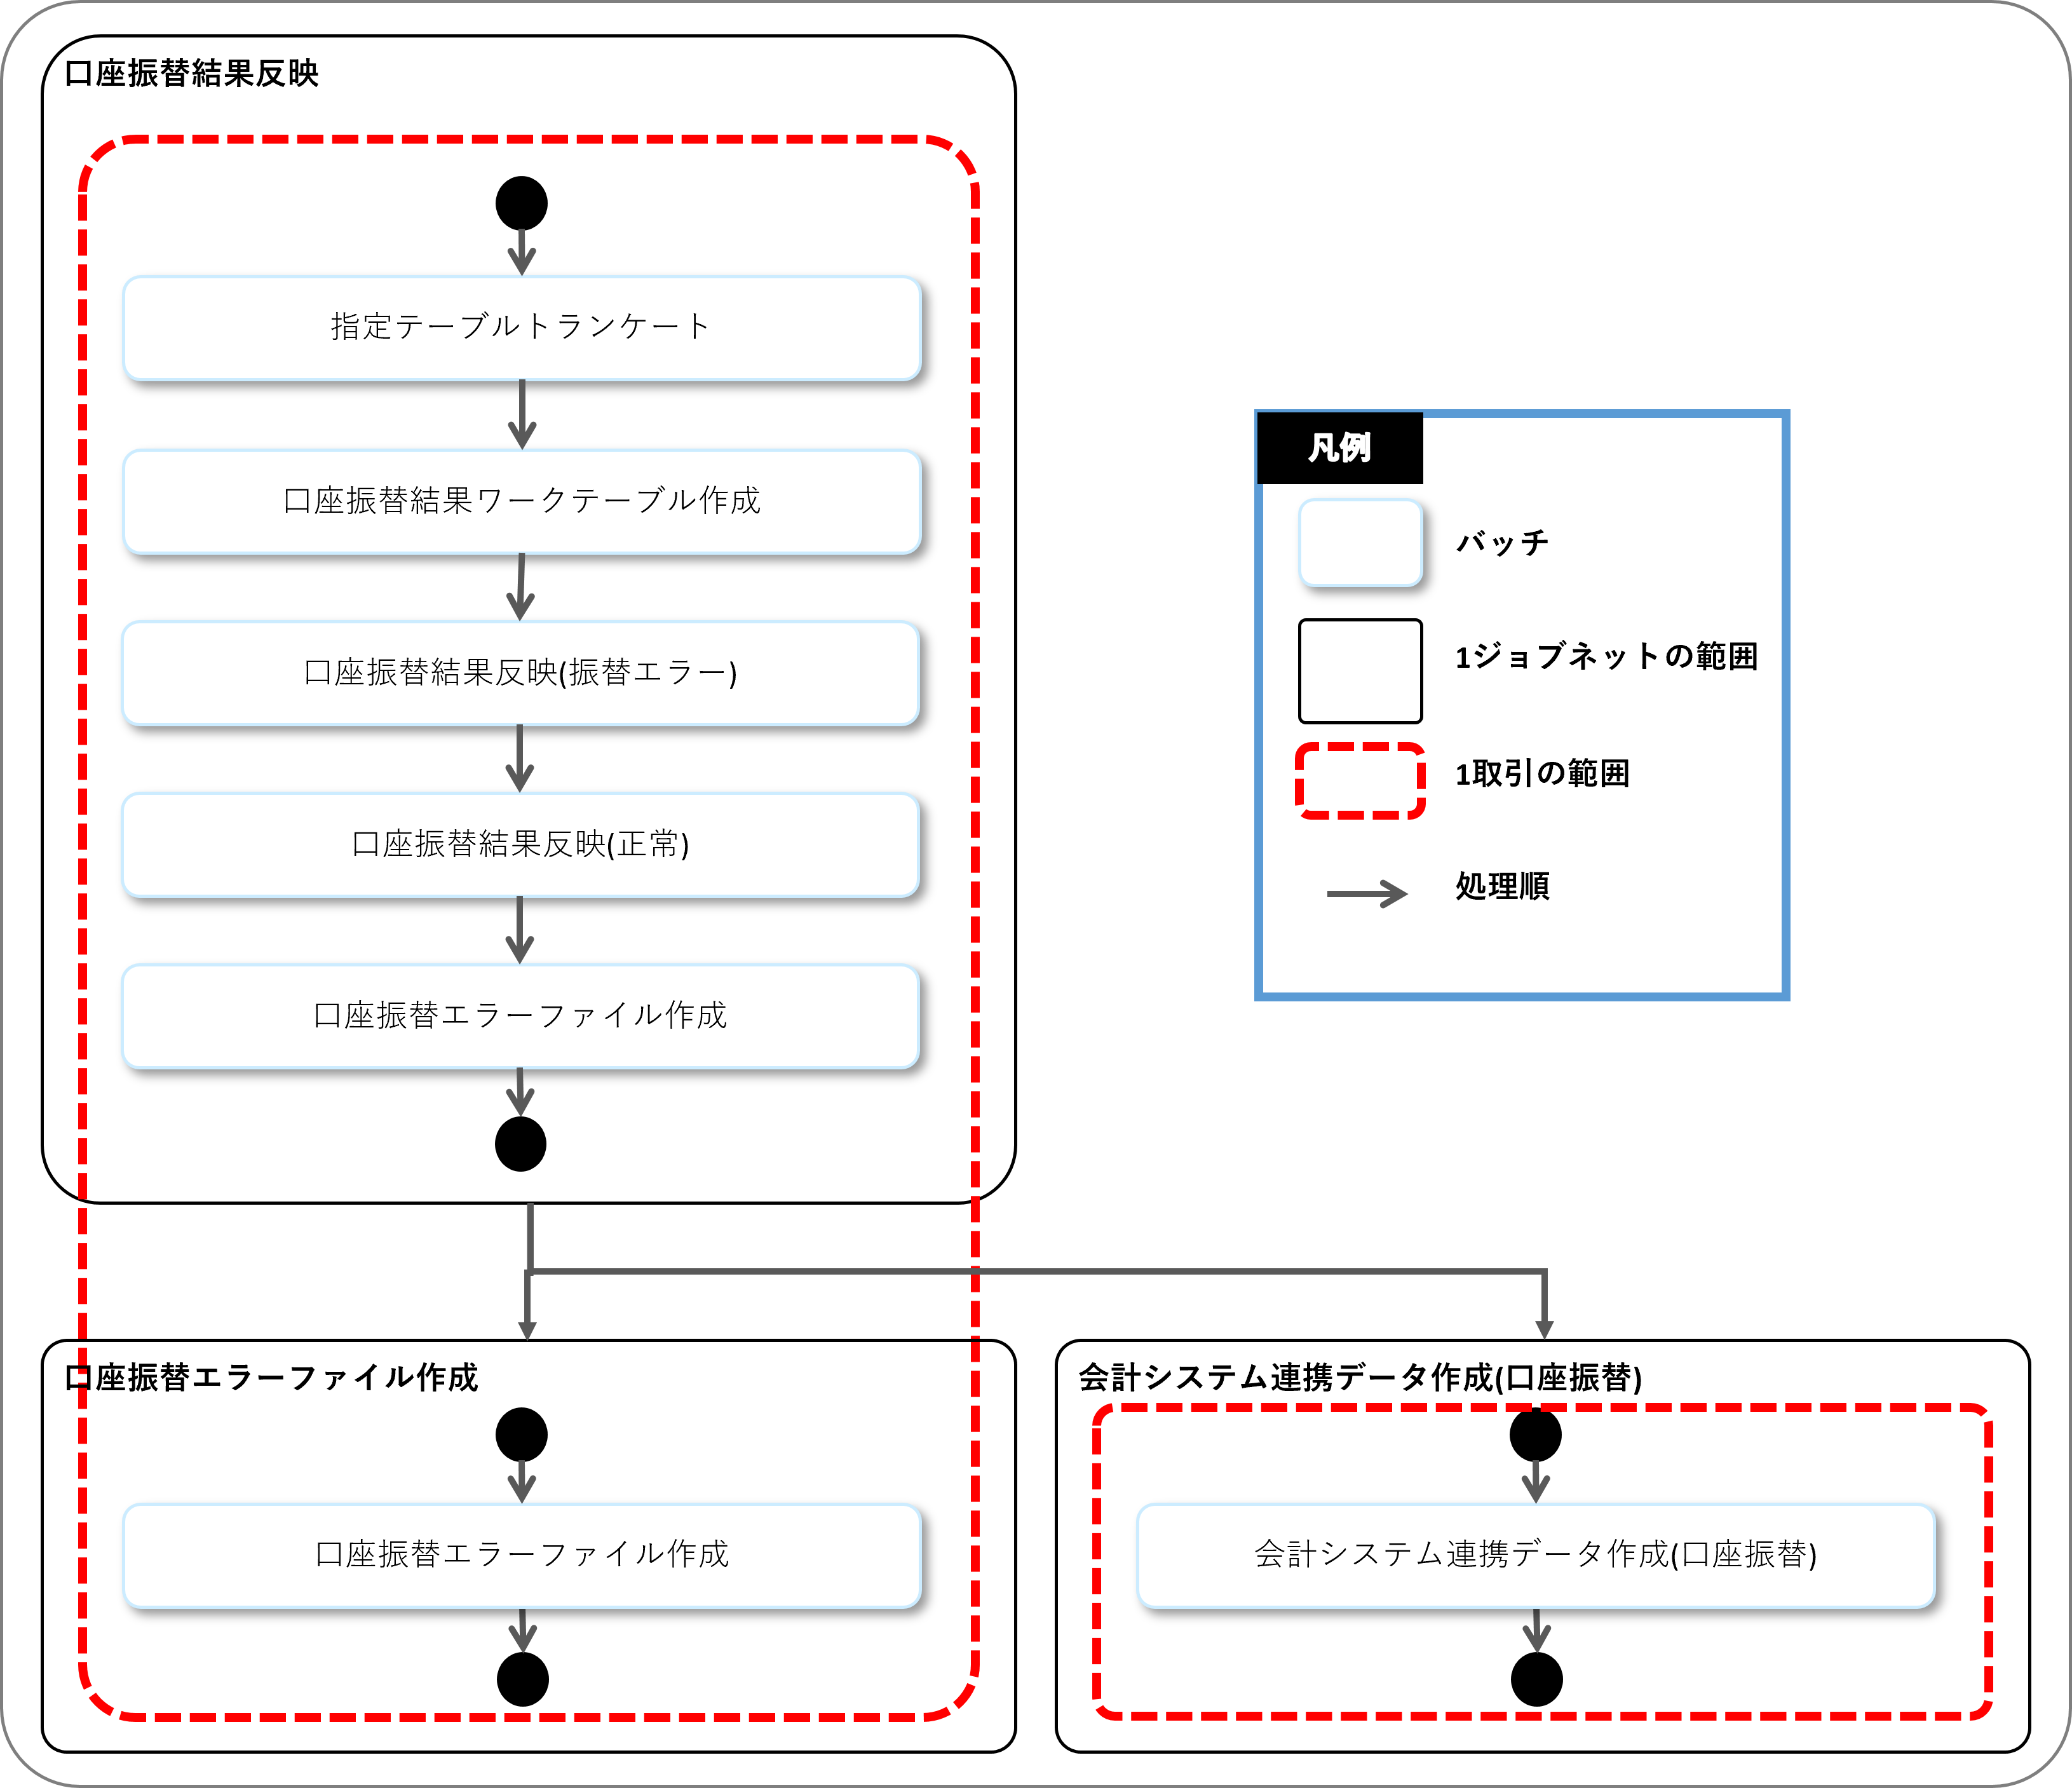 口座振替結果反映
指定テーブルトランケート
口座振替結果ワークテーブル作成
口座振替結果反映(振替エラー)
口座振替結果反映(正常)
口座振替エラーファイル作成
凡例
バッチ
1ジョブネットの範囲
1取引の範囲
処理順
口座振替エラーファイル作成
口座振替エラーファイル作成
会計システム連携データ作成(口座振替)
会計システム連携データ作成(口座振替)